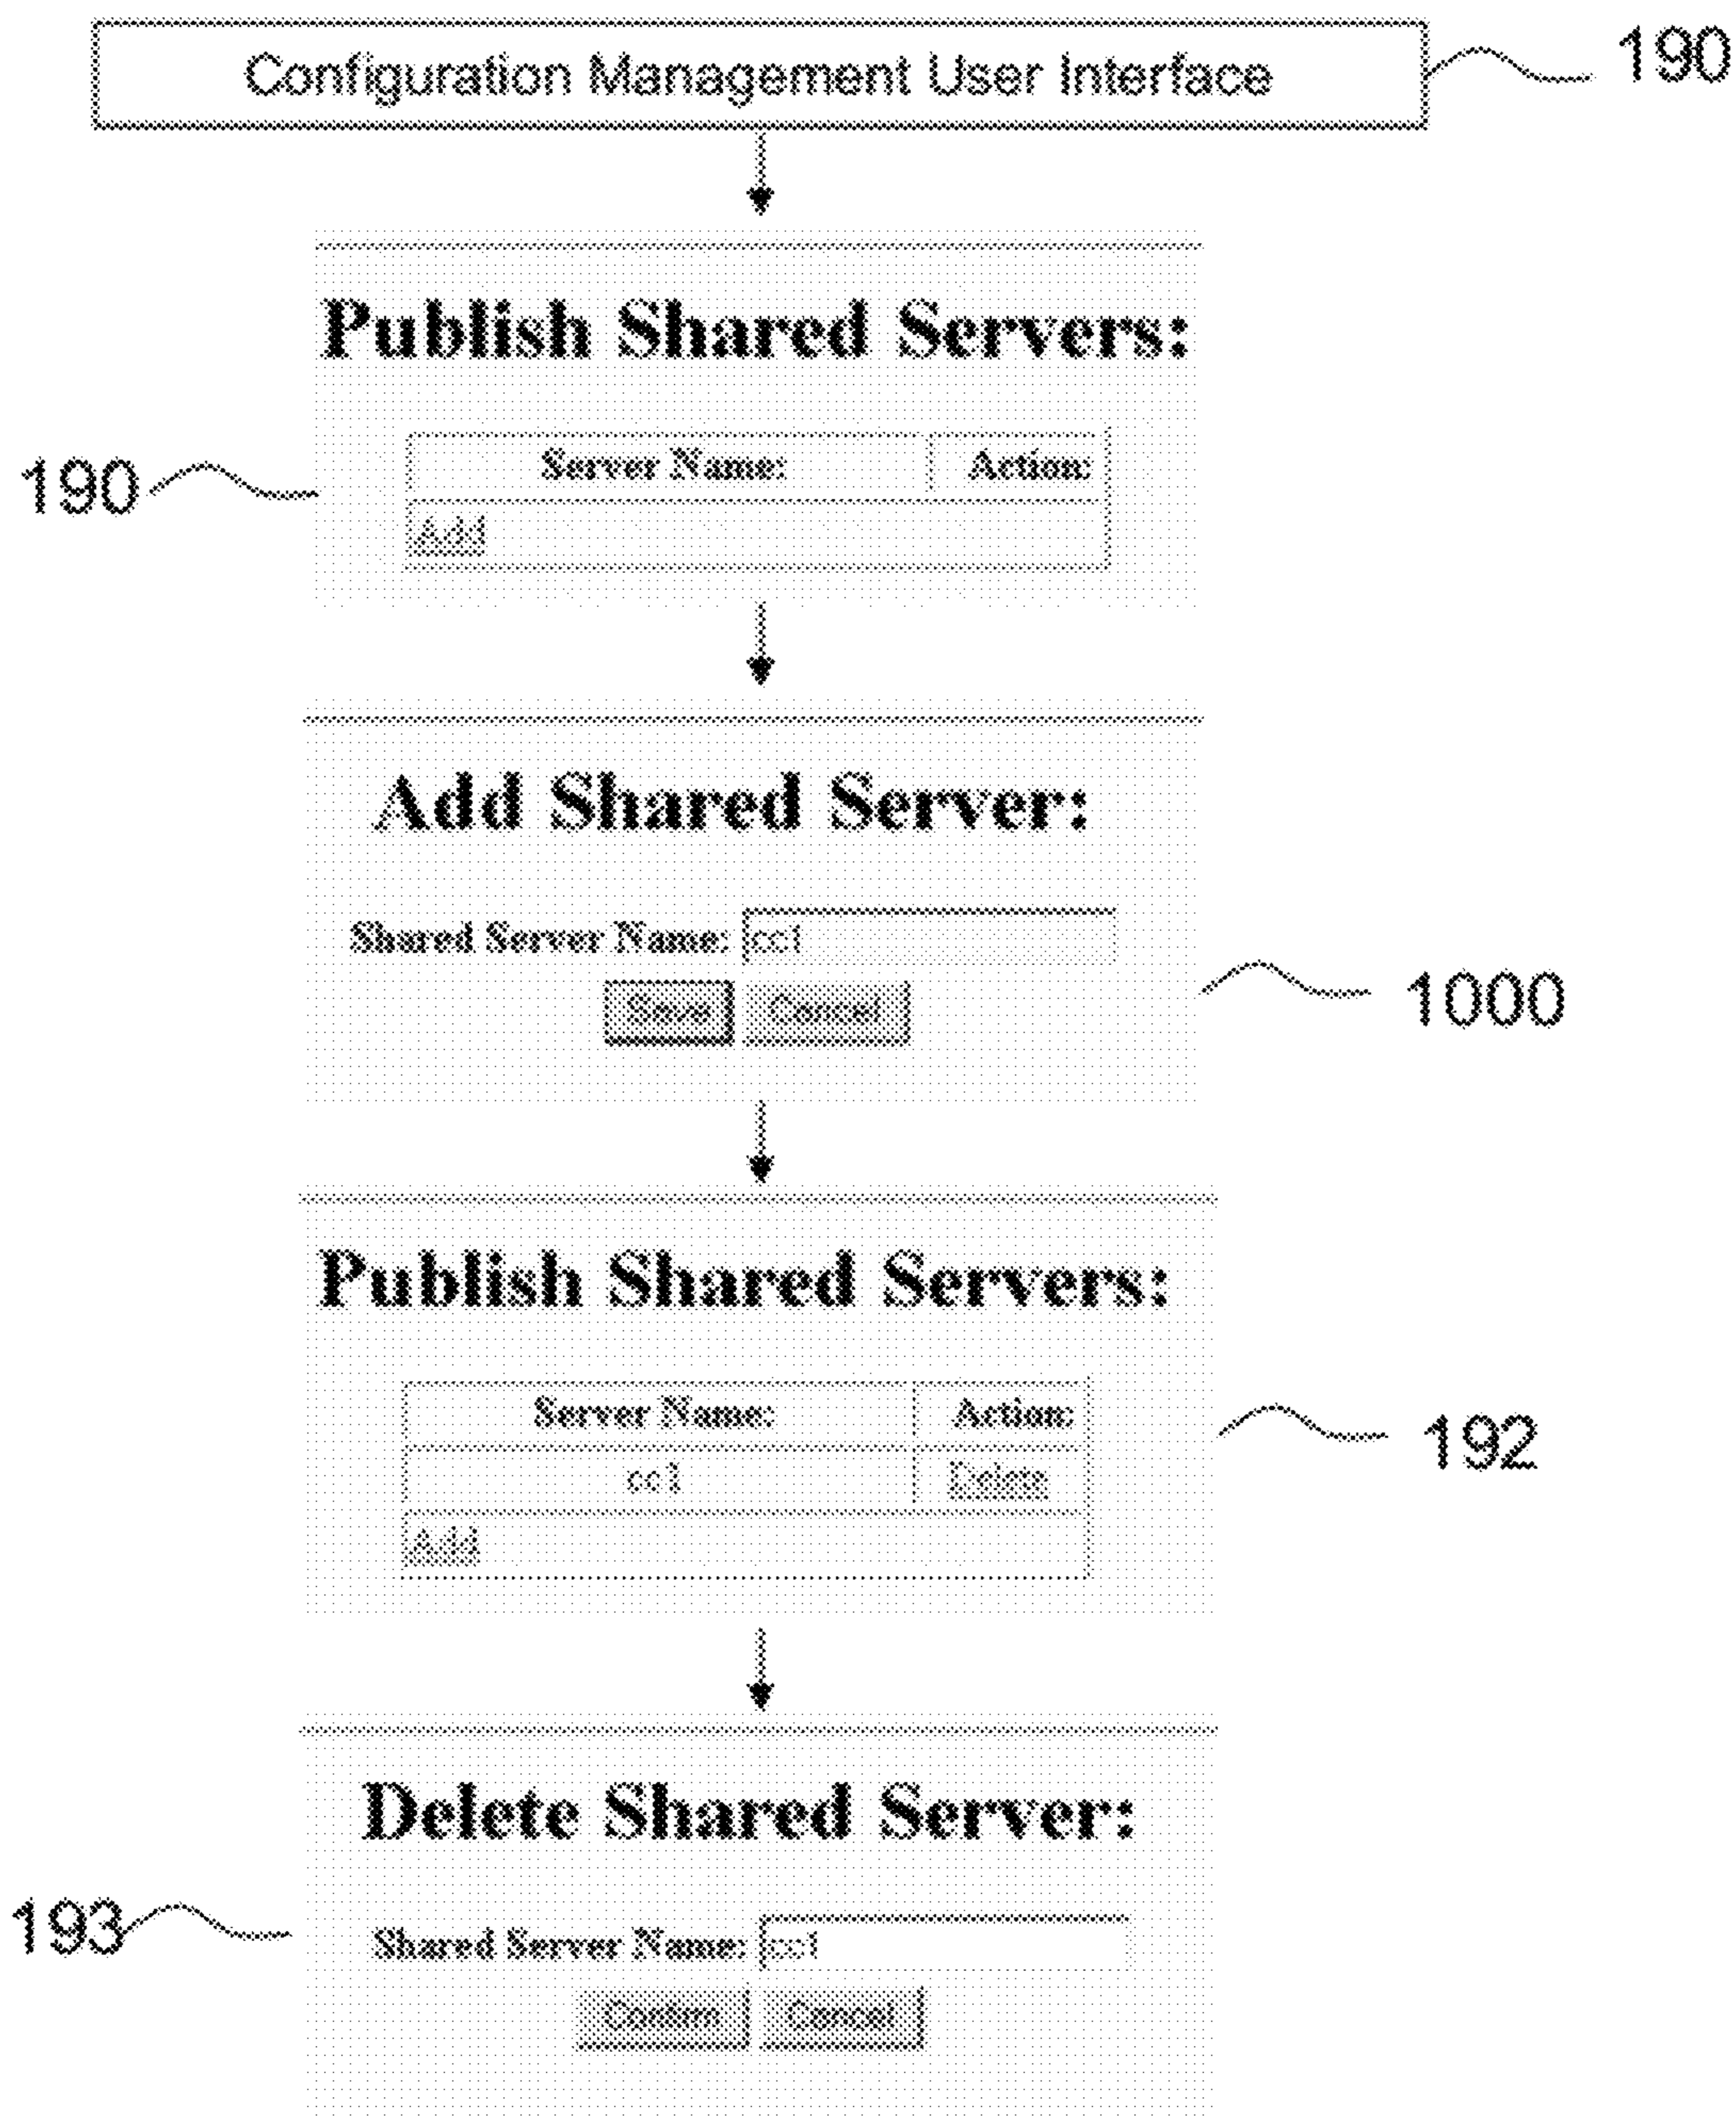 Configuration Management User Interface
190
Publish Shared Servers:
190
Server Name: Action:
Add
Add Shared Server:
Shared Server Name: cc1
Save Cancel
1000
Publish Shared Servers:
Server Name: Action:
192
cc1 Delete
Add
Delete Shared Server:
193
Shared Server Name: cc1
Confirm Cancel